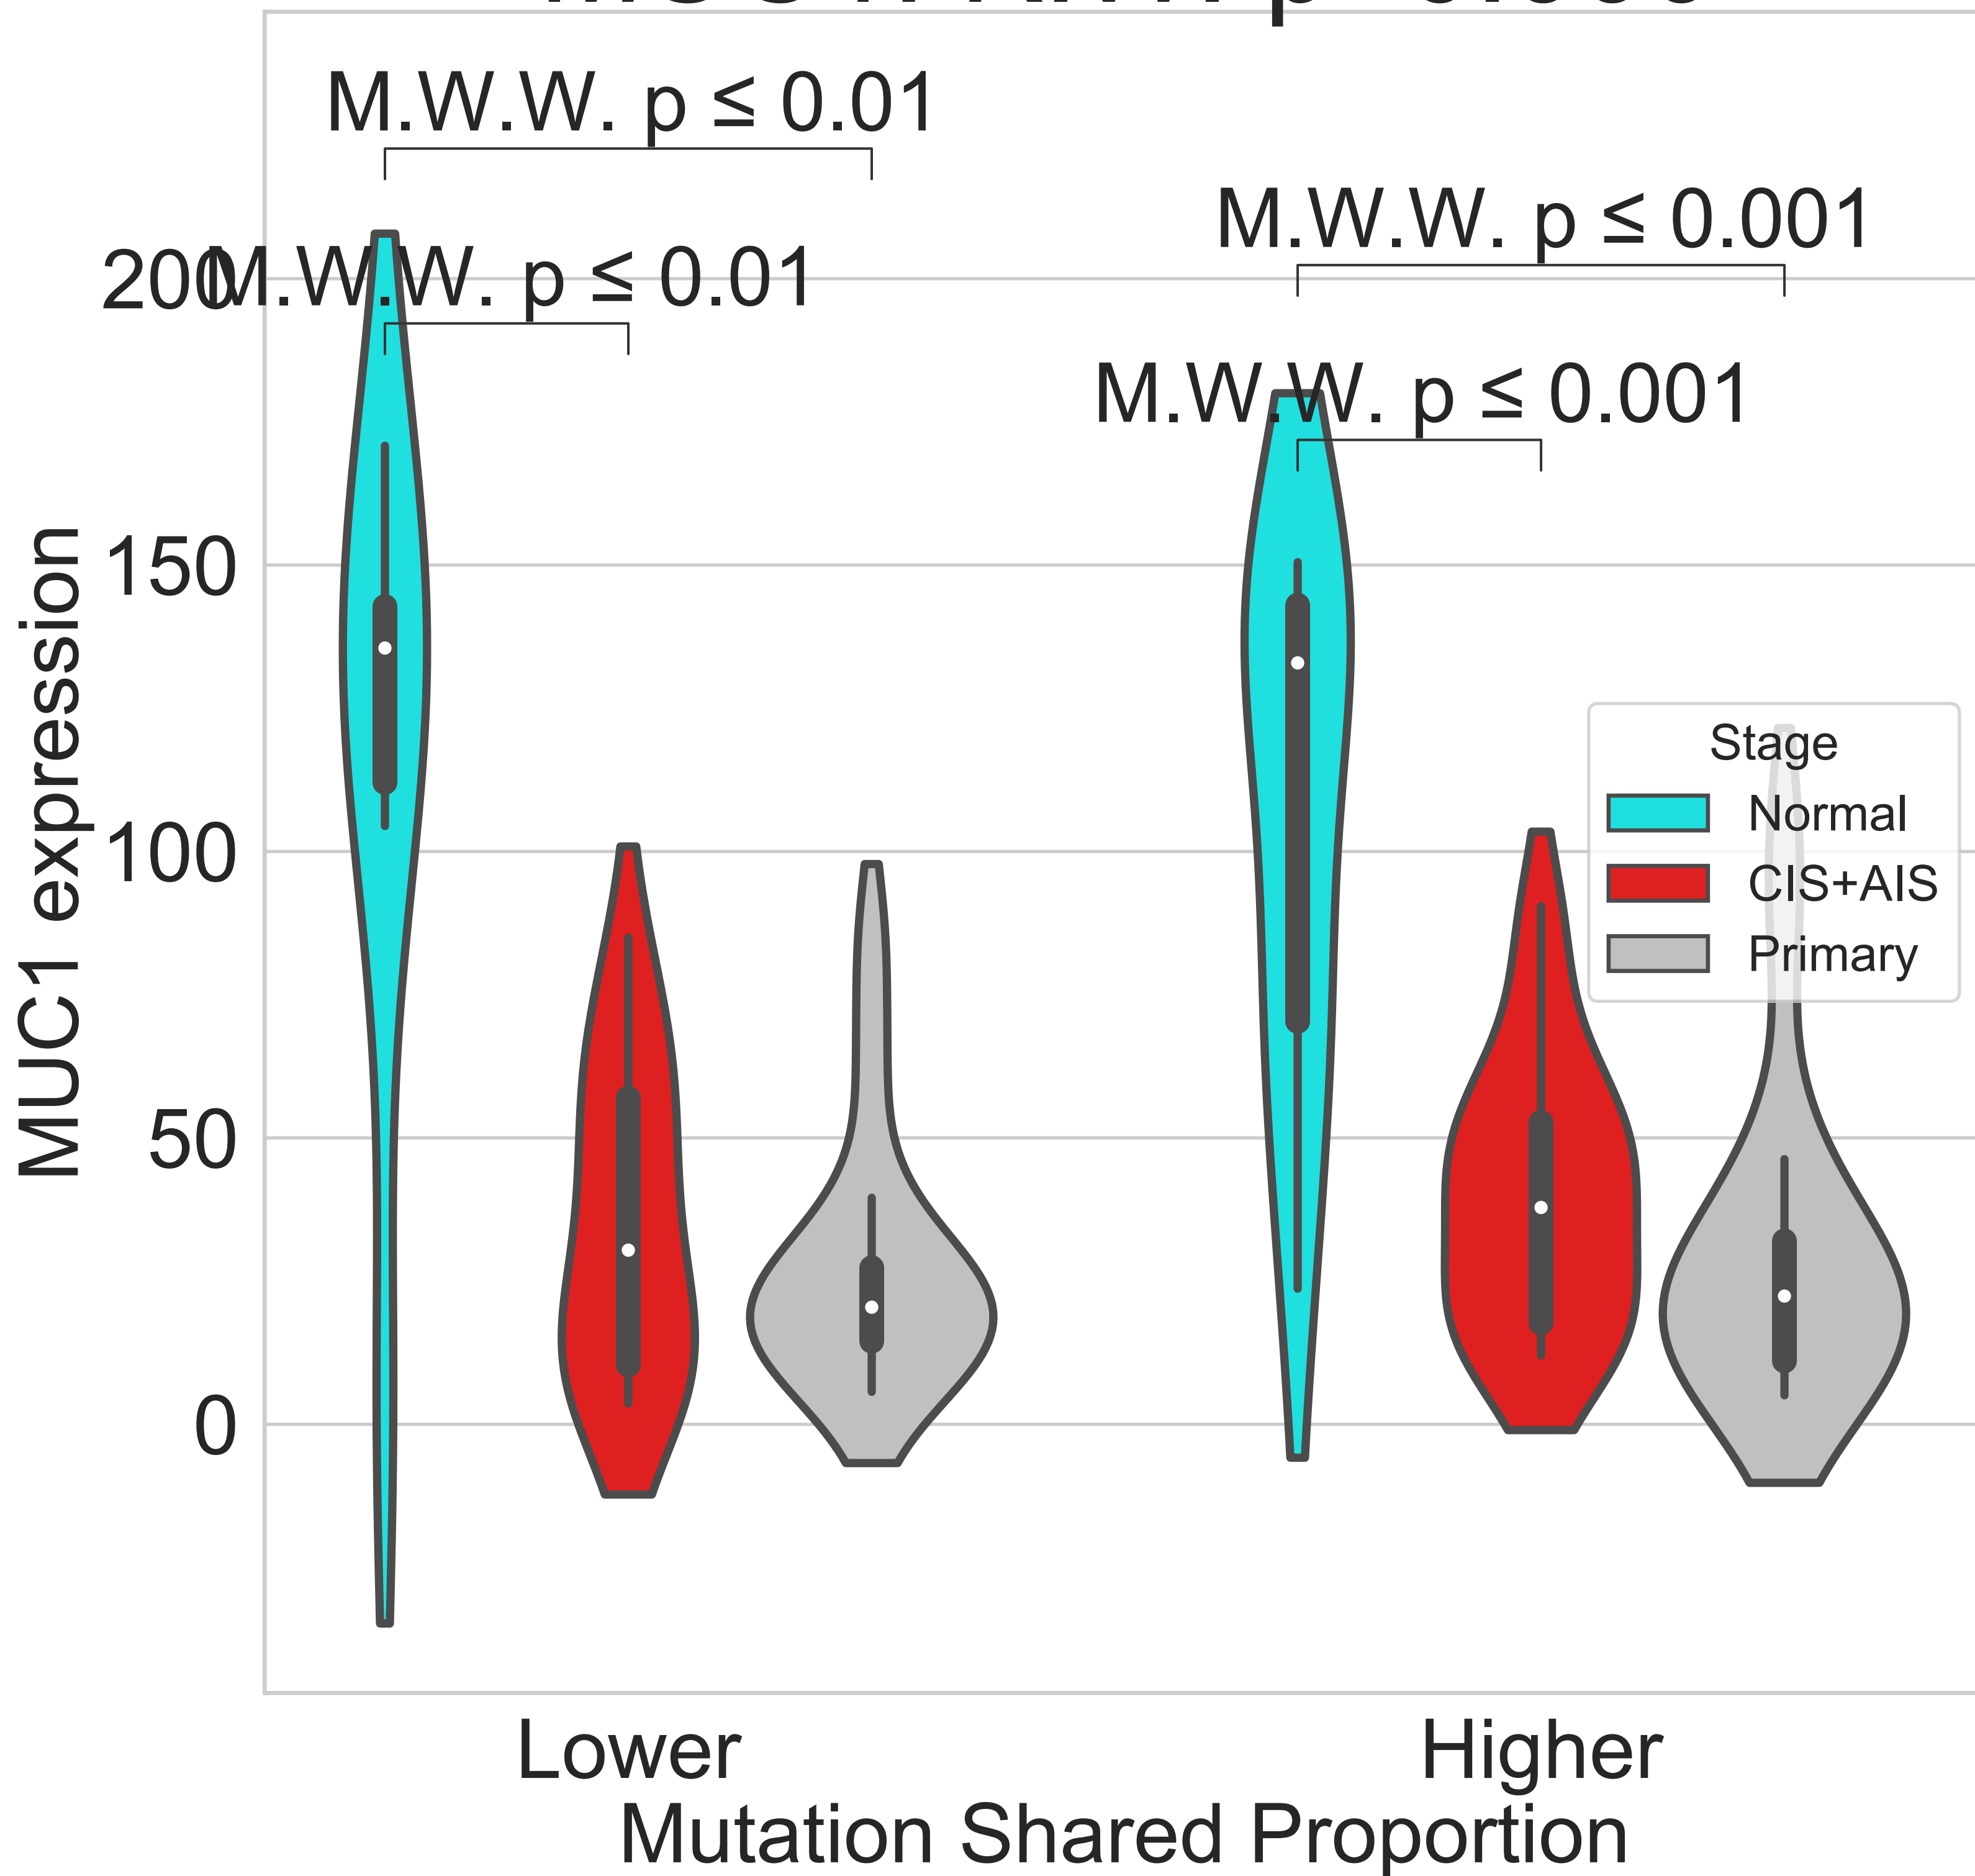 M.W.W. p ≤ 0.01
M.W.W. p ≤ 0.001
M.W.W. p ≤ 0.01
M.W.W. p ≤ 0.001
200
150
100
50
0
MUC1 expression
Stage
Normal
CIS+AIS
Primary
Lower
Higher
Mutation Shared Proportion